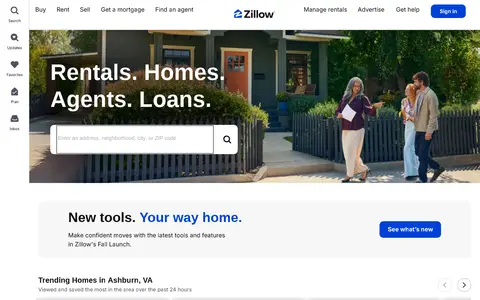 Buy Rent Sell Get a mortgage Find an agent Zillow Manage rentals Advertise Get help Sign in
Search
Updates
Favorites
Plan
Inbox
Rentals. Homes.
Agents. Loans.
Enter an address, neighborhood, city, or ZIP code
New tools. Your way home.
Make confident moves with the latest tools and features
in Zillow's Fall Launch.
See what's new
Trending Homes in Ashburn, VA
Viewed and saved the most in the area over the past 24 hours